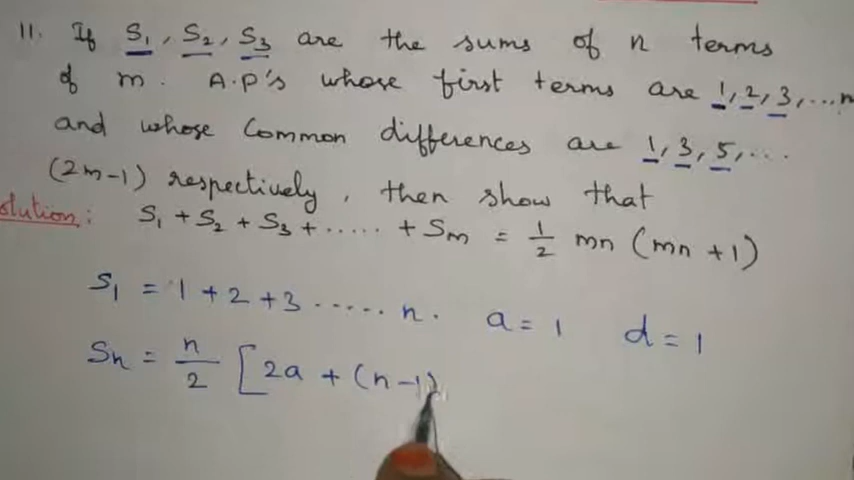 11. If S₁, S₂, S₃ are the sums of n terms
of m. A.P's whose first terms are 1, 2, 3, ...m
and whose Common differences are 1, 3, 5, ...
(2m-1) respectively, then show that
olution: S₁ + S₂ + S₃ + ..... + Sm = 1/2 mn (mn + 1)
S₁ = 1 + 2 + 3 ..... n. a = 1 d = 1
Sn = n/2 [2a + (n-1)